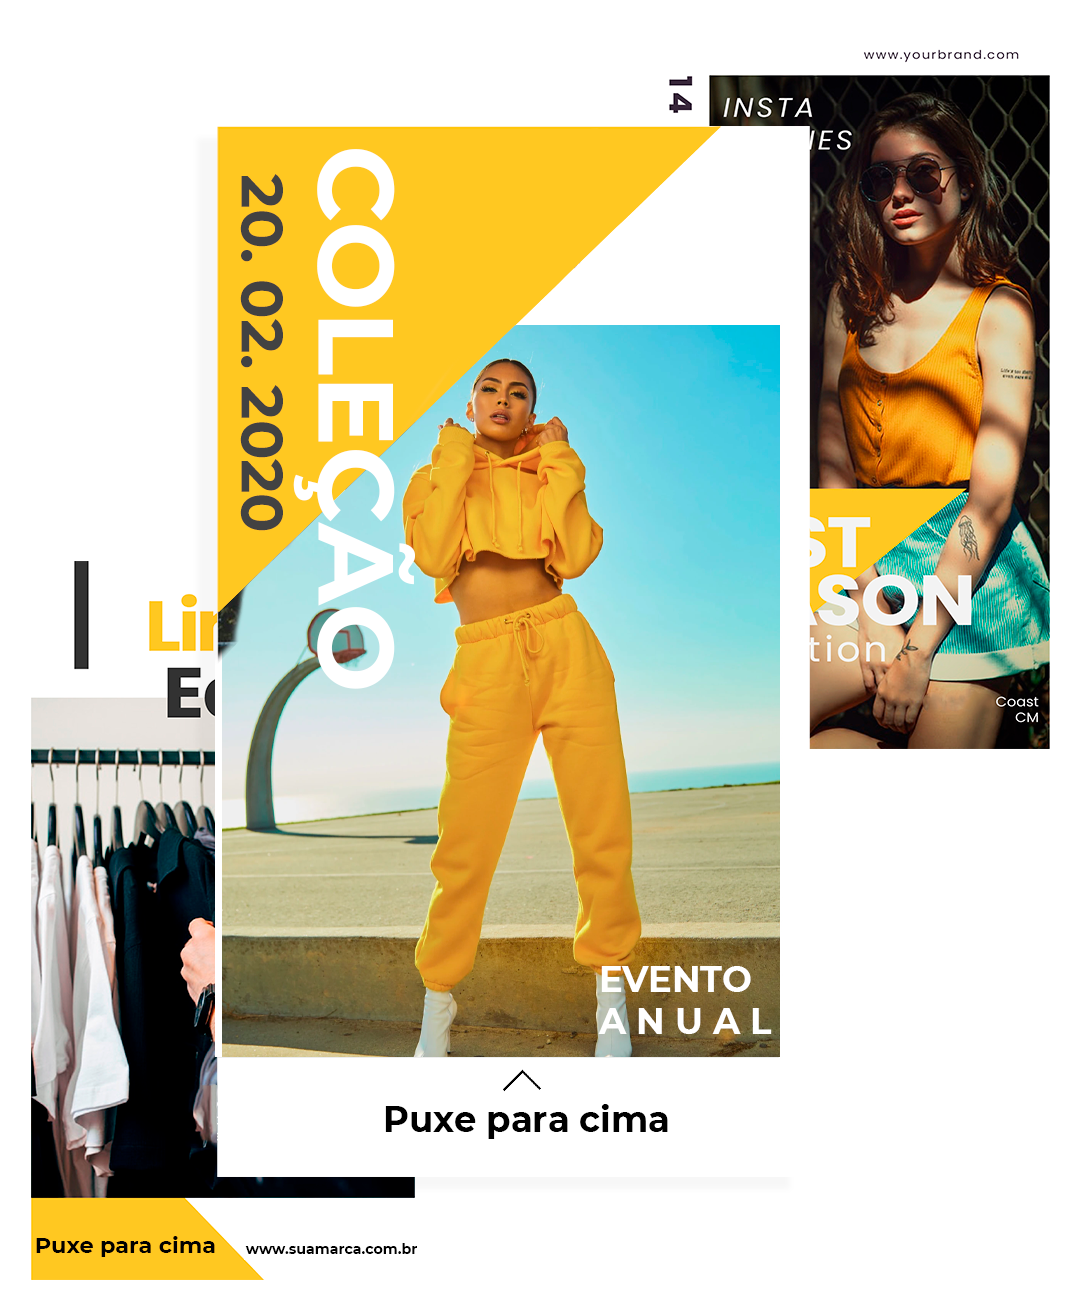 www.yourbrand.com
14
INSTA
COLEÇÃO
20. 02. 2020
SON
Coast
CM
EVENTO
ANUAL
Puxe para cima
Puxe para cima
www.suamarca.com.br